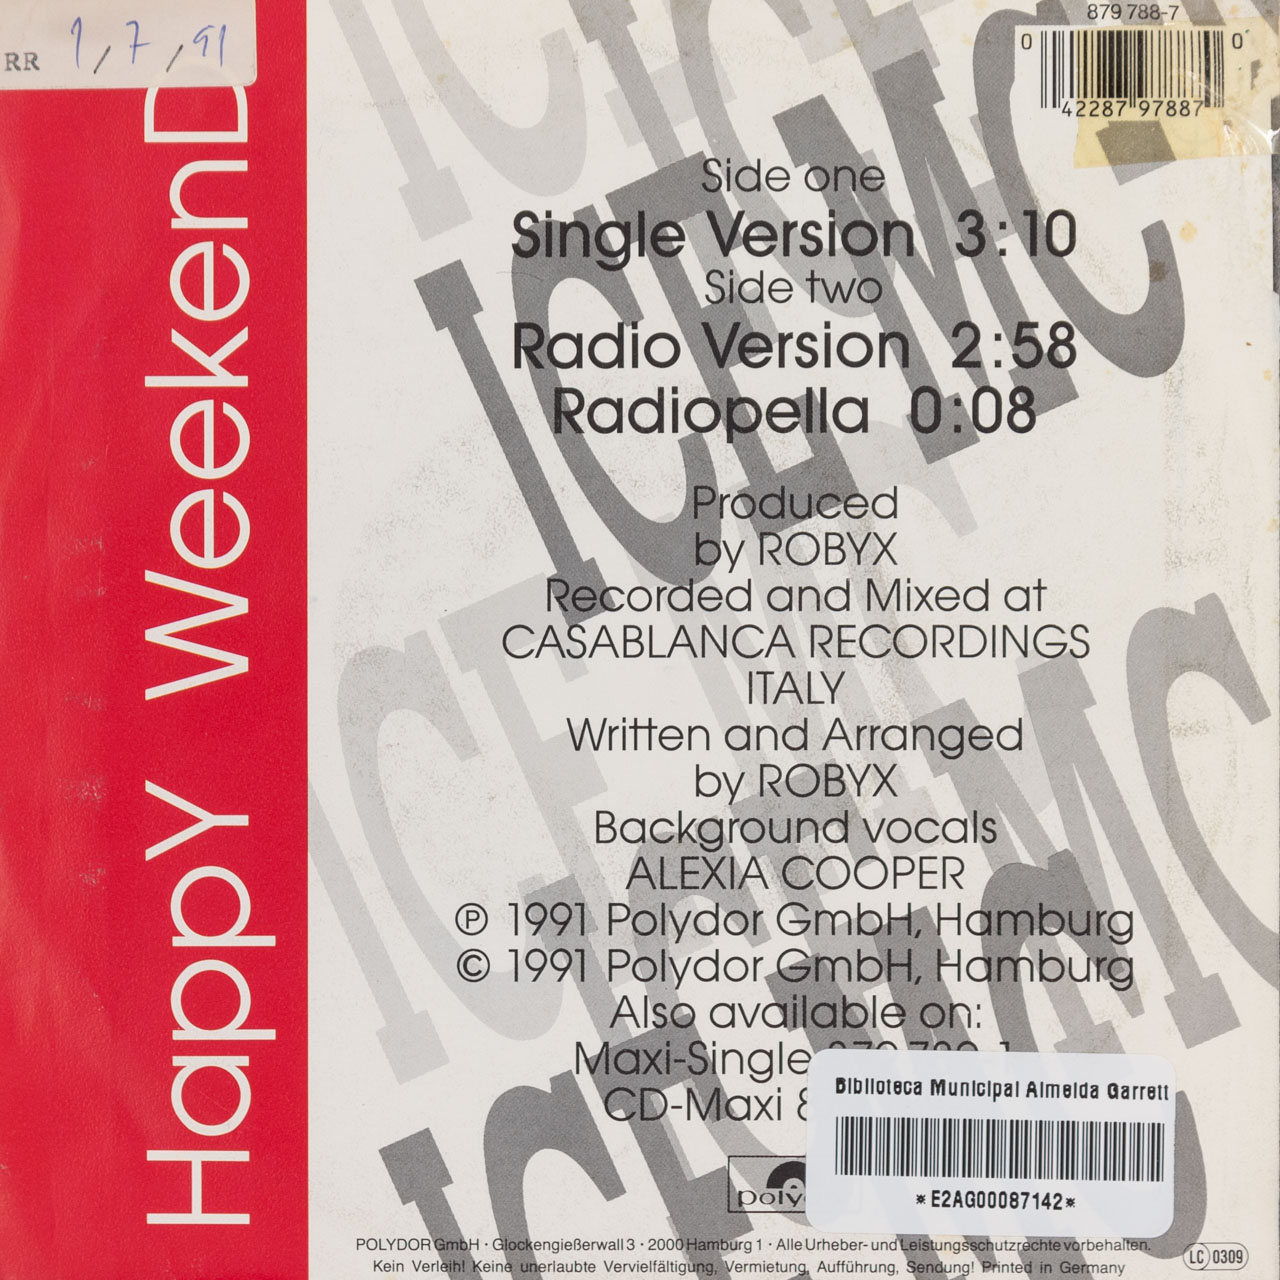 RR 1/7/91
879 788-7
0 42287 97887 0
HappY WeekenD
ICE MC
Side one
Single Version 3:10
Side two
Radio Version 2:58
Radiopella 0:08
Produced
by ROBYX
Recorded and Mixed at
CASABLANCA RECORDINGS
ITALY
Written and Arranged
by ROBYX
Background vocals
ALEXIA COOPER
℗ 1991 Polydor GmbH, Hamburg
© 1991 Polydor GmbH, Hamburg
Also available on:
Maxi-Single
CD-Maxi 8
Biblioteca Municipal Almeida Garrett
*E2AG00087142*
POLYDOR GmbH · Glockengießerwall 3 · 2000 Hamburg 1 · Alle Urheber- und Leistungsschutzrechte vorbehalten.
Kein Verleih! Keine unerlaubte Vervielfältigung, Vermietung, Aufführung, Sendung! Printed in Germany
LC 0309